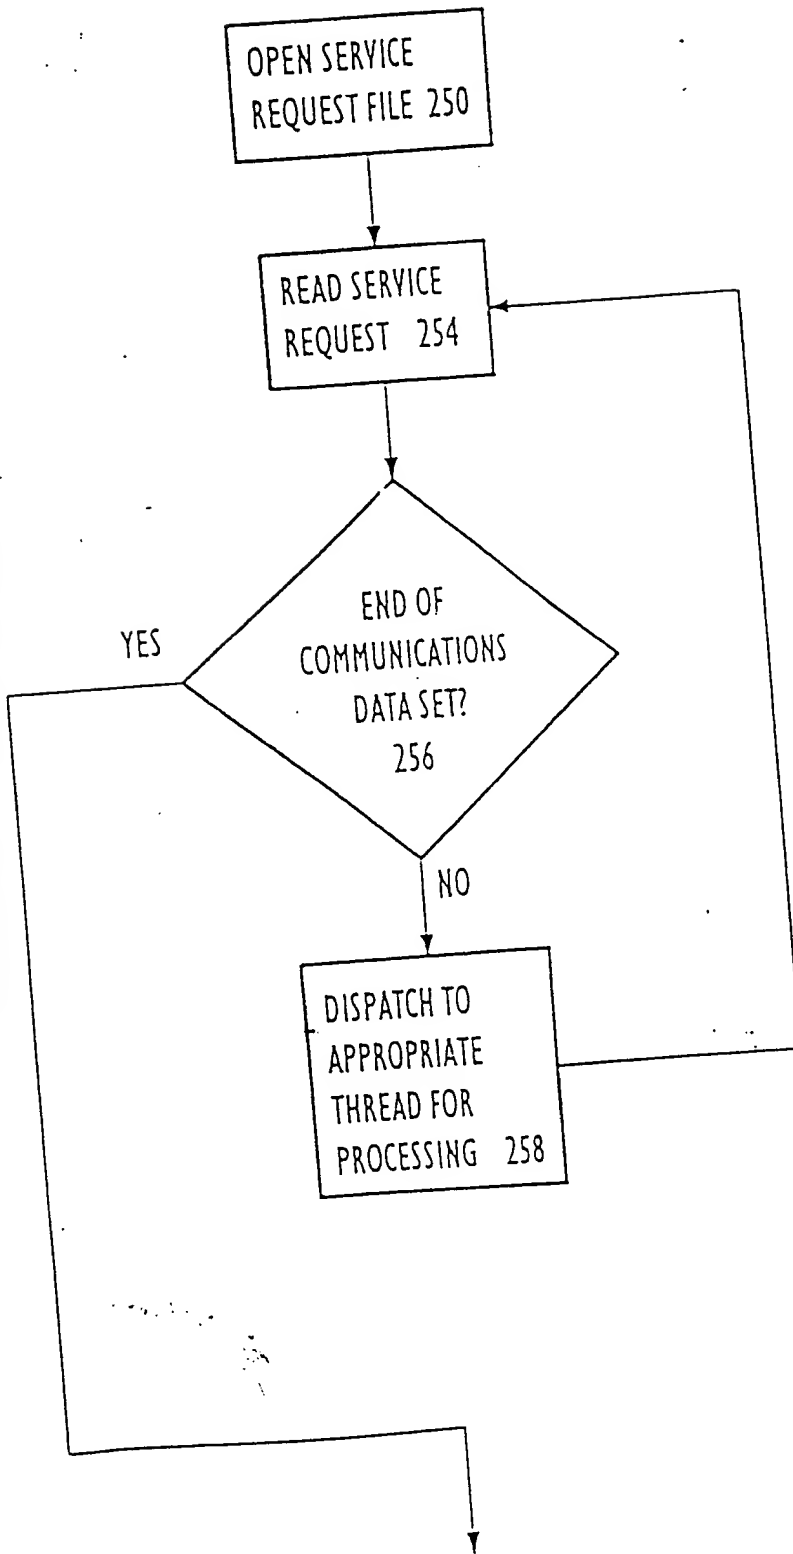 OPEN SERVICE
REQUEST FILE 250
READ SERVICE
REQUEST 254
END OF
COMMUNICATIONS
DATA SET?
256
YES
NO
DISPATCH TO
APPROPRIATE
THREAD FOR
PROCESSING 258